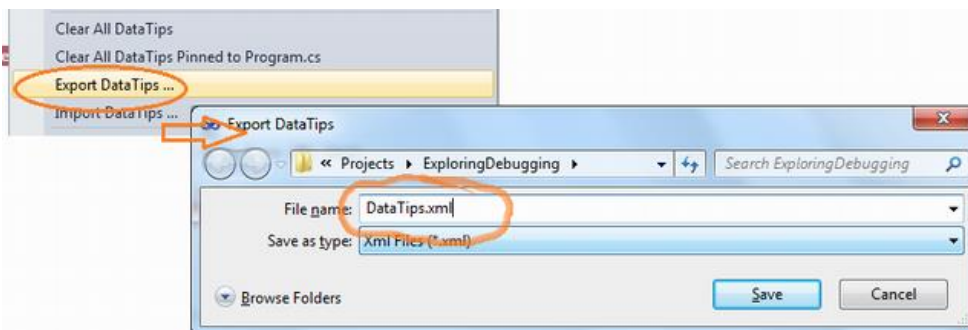 Clear All DataTips
Clear All DataTips Pinned to Program.cs
Export DataTips ...
Import DataTips ...
Export DataTips
« Projects ▸ ExploringDebugging ▸
Search ExploringDebugging
File name: DataTips.xml
Save as type: Xml Files (*.xml)
Browse Folders
Save Cancel